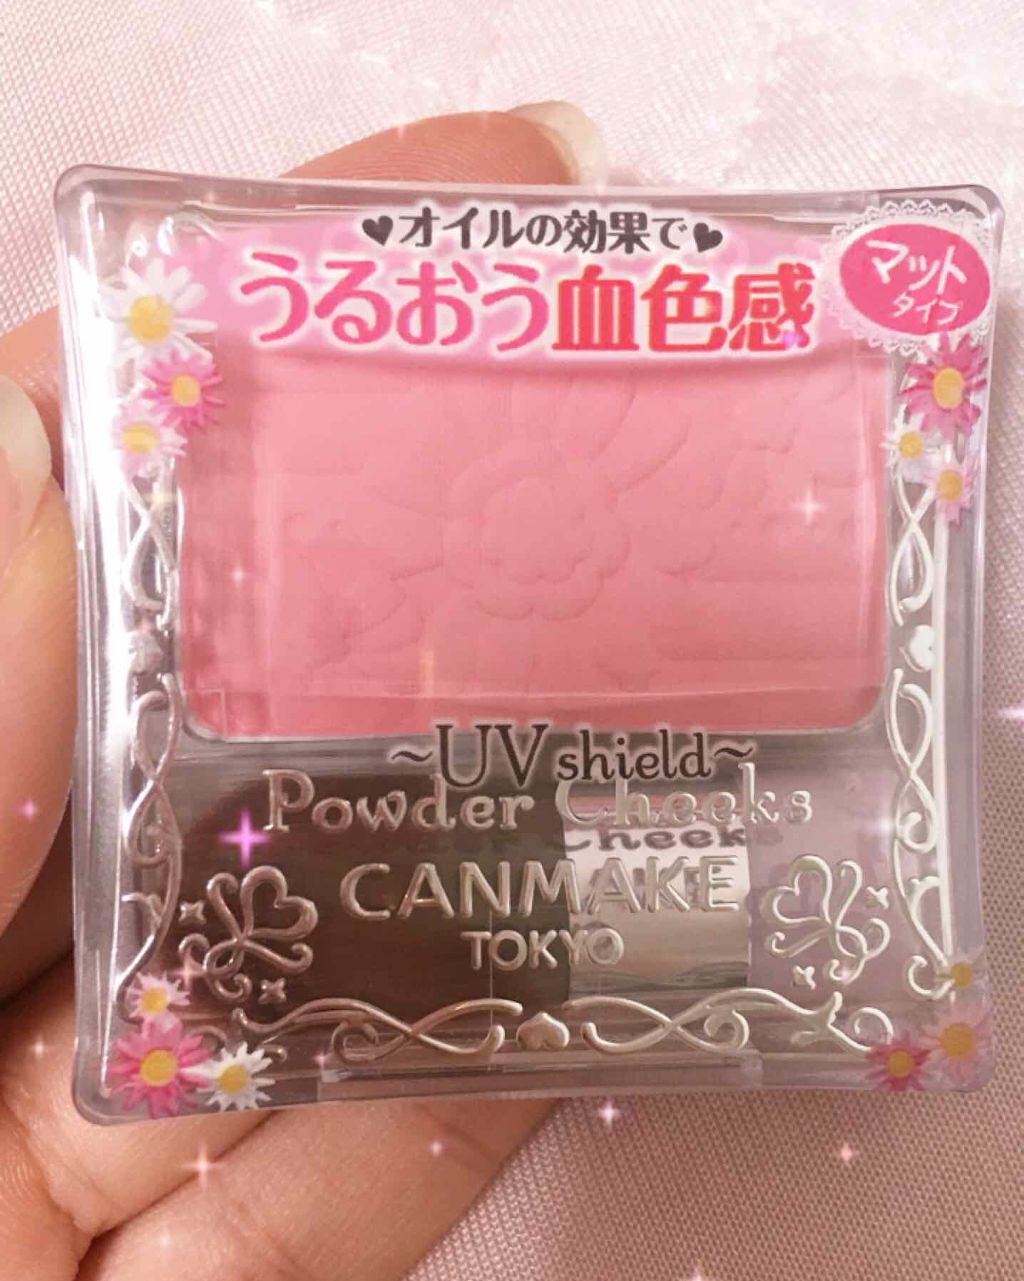 ♥オイルの効果で♥
うるおう血色感
マット
タイプ
~UV shield~
Powder Cheeks
CANMAKE
TOKYO